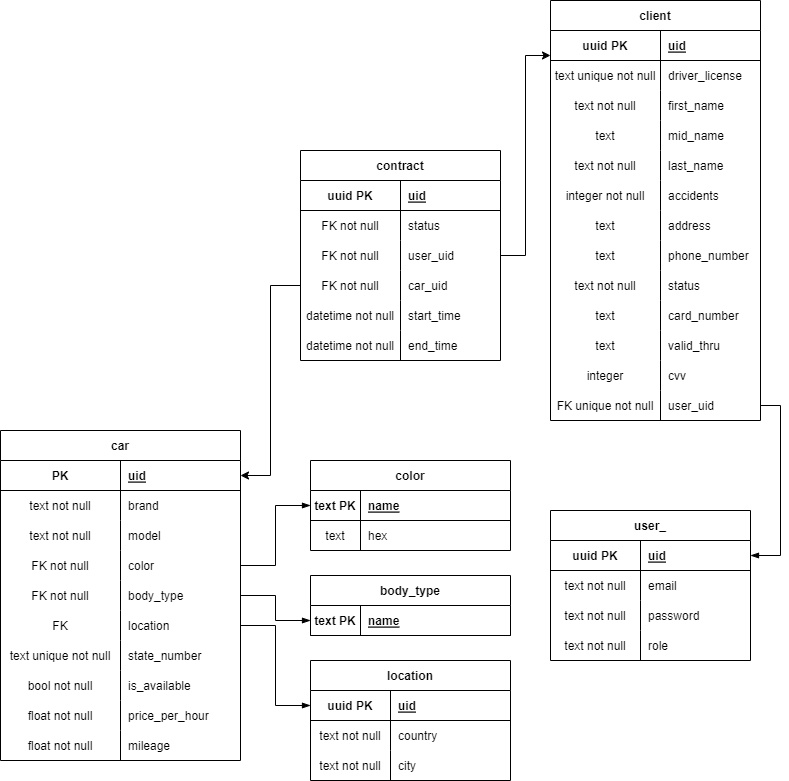 client
uuid PK uid
text unique not null driver_license
text not null first_name
text mid_name
text not null last_name
integer not null accidents
text address
text phone_number
text not null status
text card_number
text valid_thru
integer cvv
FK unique not null user_uid
contract
uuid PK uid
FK not null status
FK not null user_uid
FK not null car_uid
datetime not null start_time
datetime not null end_time
car
PK uid
text not null brand
text not null model
FK not null color
FK not null body_type
FK location
text unique not null state_number
bool not null is_available
float not null price_per_hour
float not null mileage
color
text PK name
text hex
body_type
text PK name
location
uuid PK uid
text not null country
text not null city
user_
uuid PK uid
text not null email
text not null password
text not null role